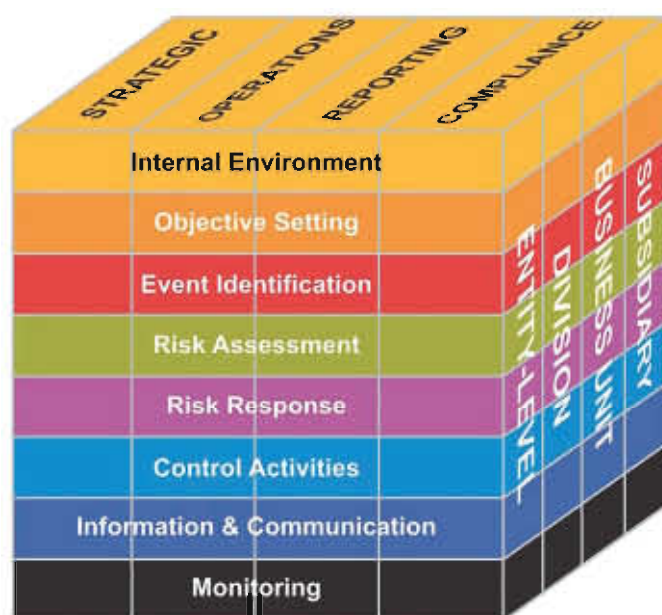 STRATEGIC
OPERATIONS
REPORTING
COMPLIANCE
Internal Environment
Objective Setting
Event Identification
Risk Assessment
Risk Response
Control Activities
Information & Communication
Monitoring
ENTITY-LEVEL
DIVISION
BUSINESS UNIT
SUBSIDIARY